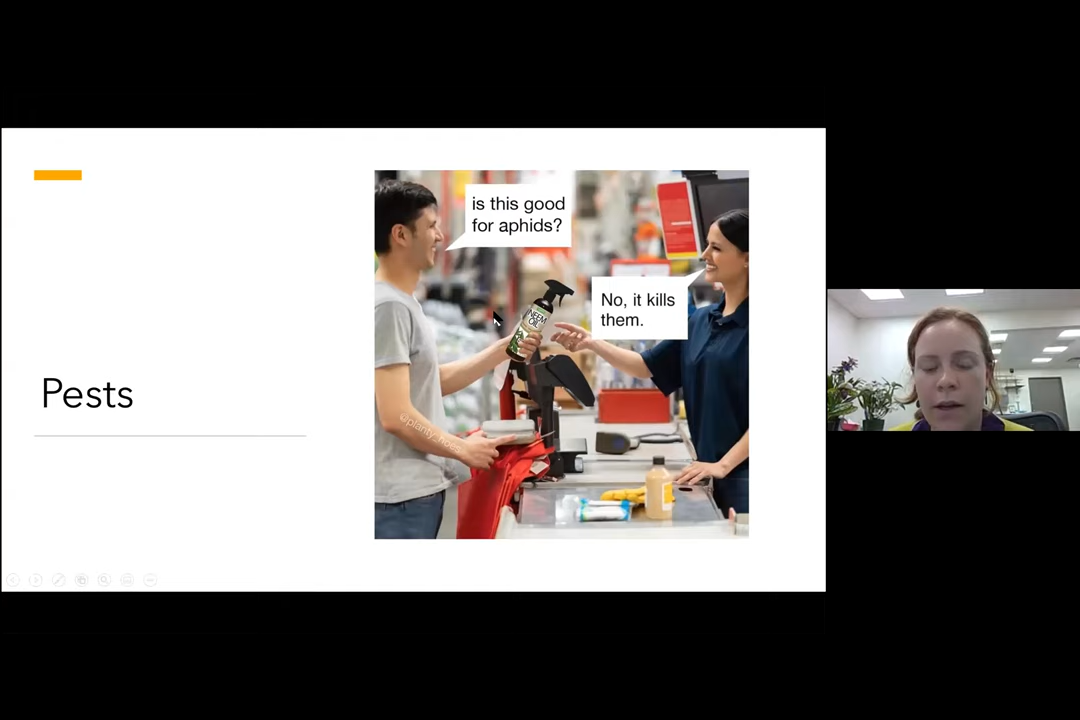 is this good
for aphids?
No, it kills
them.
NEEM
OIL
Pests